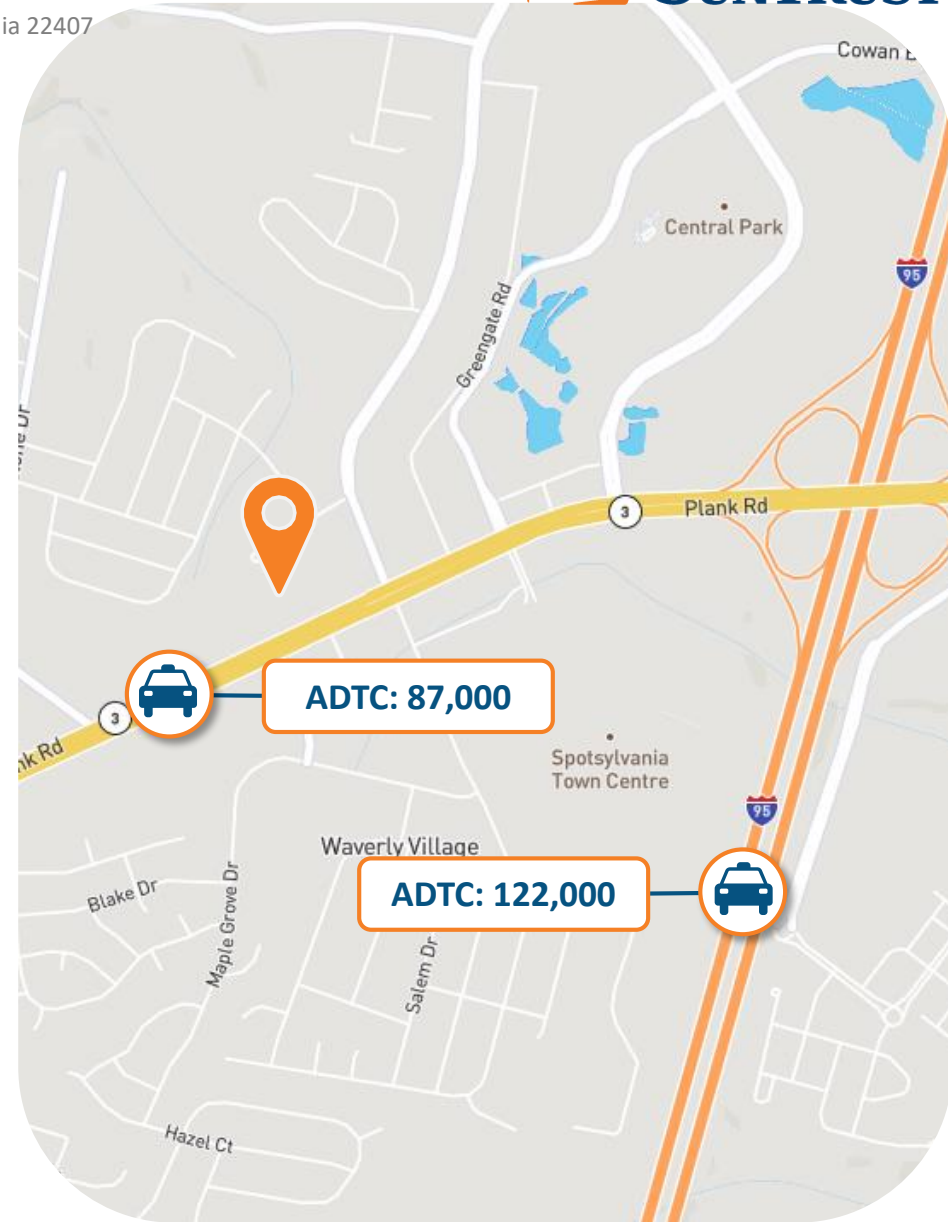 ia 22407
Cowan
Central Park
95
Greengate Rd
3
Plank Rd
ADTC: 87,000
3
nk Rd
Spotsylvania
Town Centre
95
Waverly Village
ADTC: 122,000
Blake Dr
Maple Grove Dr
Salem Dr
Hazel Ct